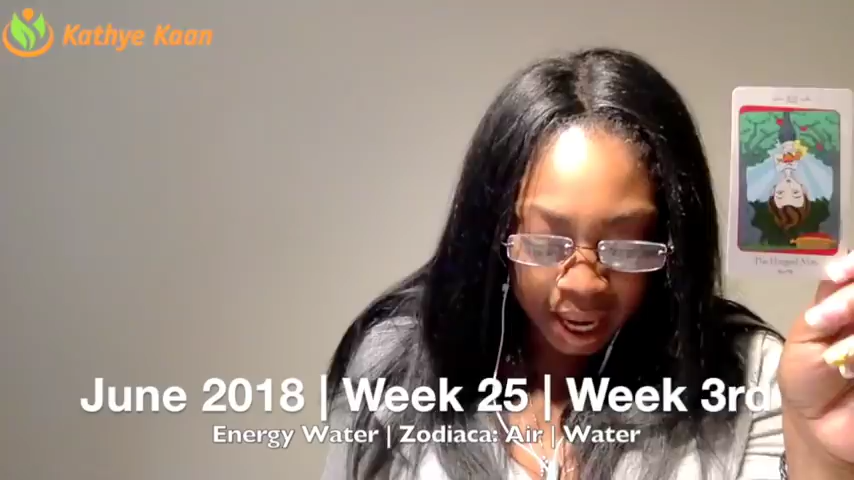 Kathye Kaan
The Hanged Man
June 2018 | Week 25 | Week 3rd
Energy Water | Zodiaca: Air | Water